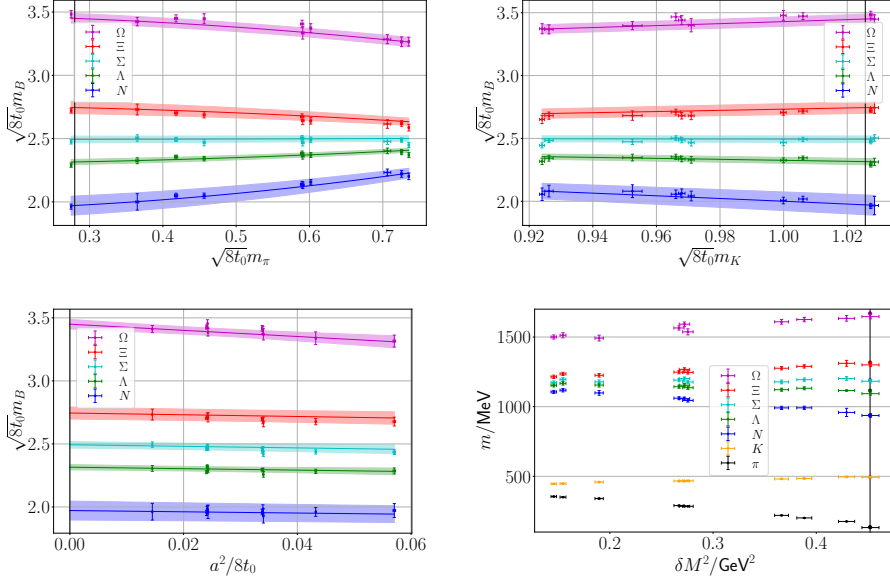 √8t₀m_B
3.5
3.0
2.5
2.0
Ω
Ξ
Σ
Λ
N
0.3 0.4 0.5 0.6 0.7
√8t₀m_π
√8t₀m_B
3.5
3.0
2.5
2.0
Ω
Ξ
Σ
Λ
N
0.92 0.94 0.96 0.98 1.00 1.02
√8t₀m_K
√8t₀m_B
3.5
3.0
2.5
2.0
Ω
Ξ
Σ
Λ
N
0.00 0.02 0.04 0.06
a²/8t₀
m/MeV
1500
1000
500
Ω
Ξ
Σ
Λ
N
K
π
0.2 0.3 0.4
δM²/GeV²